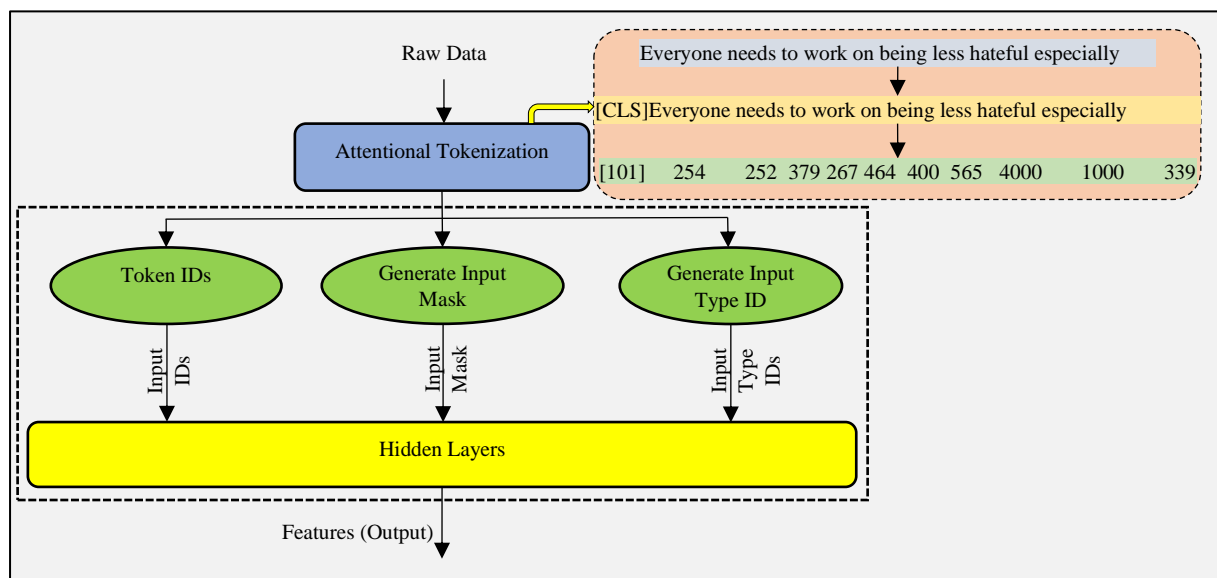 Raw Data
Everyone needs to work on being less hateful especially
[CLS]Everyone needs to work on being less hateful especially
Attentional Tokenization
[101] 254 252 379 267 464 400 565 4000 1000 339
Token IDs
Generate Input
Mask
Generate Input
Type ID
Input
IDs
Input
Mask
Input
Type
IDs
Hidden Layers
Features (Output)